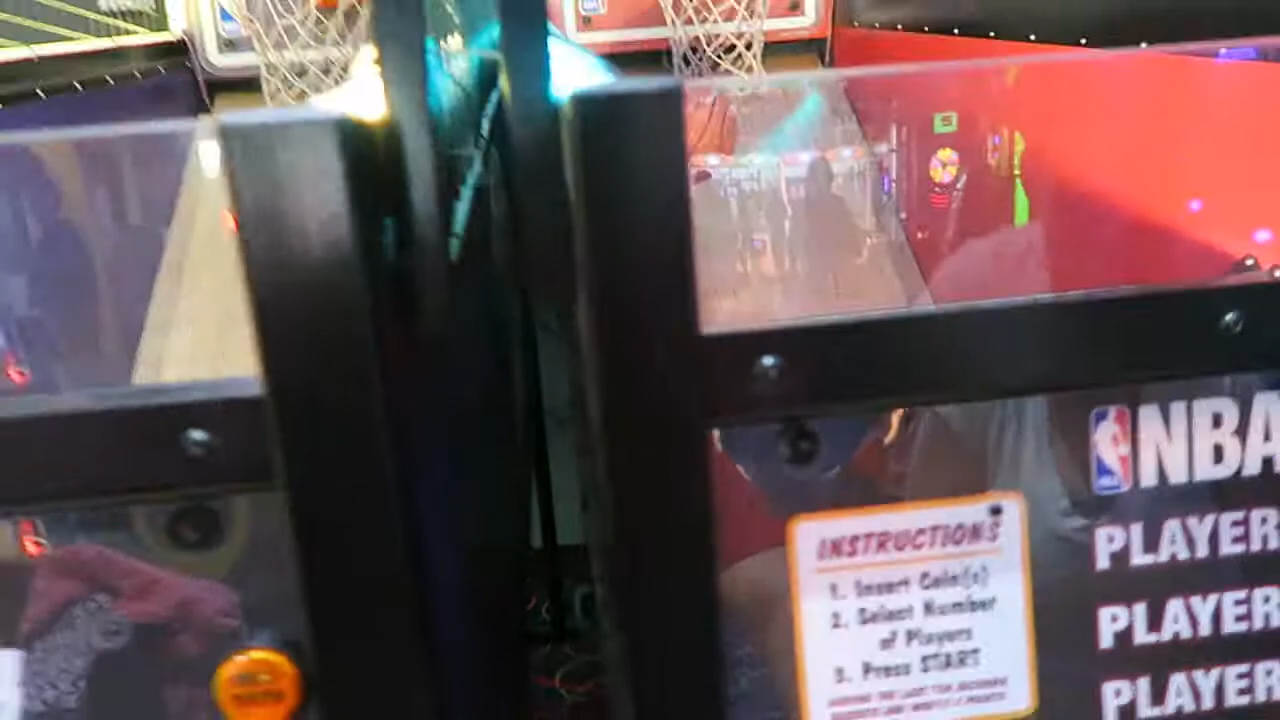 NBA
PLAYER
PLAYER
PLAYER
INSTRUCTIONS
1. Insert Coin(s)
2. Select Number
of Players
3. Press START